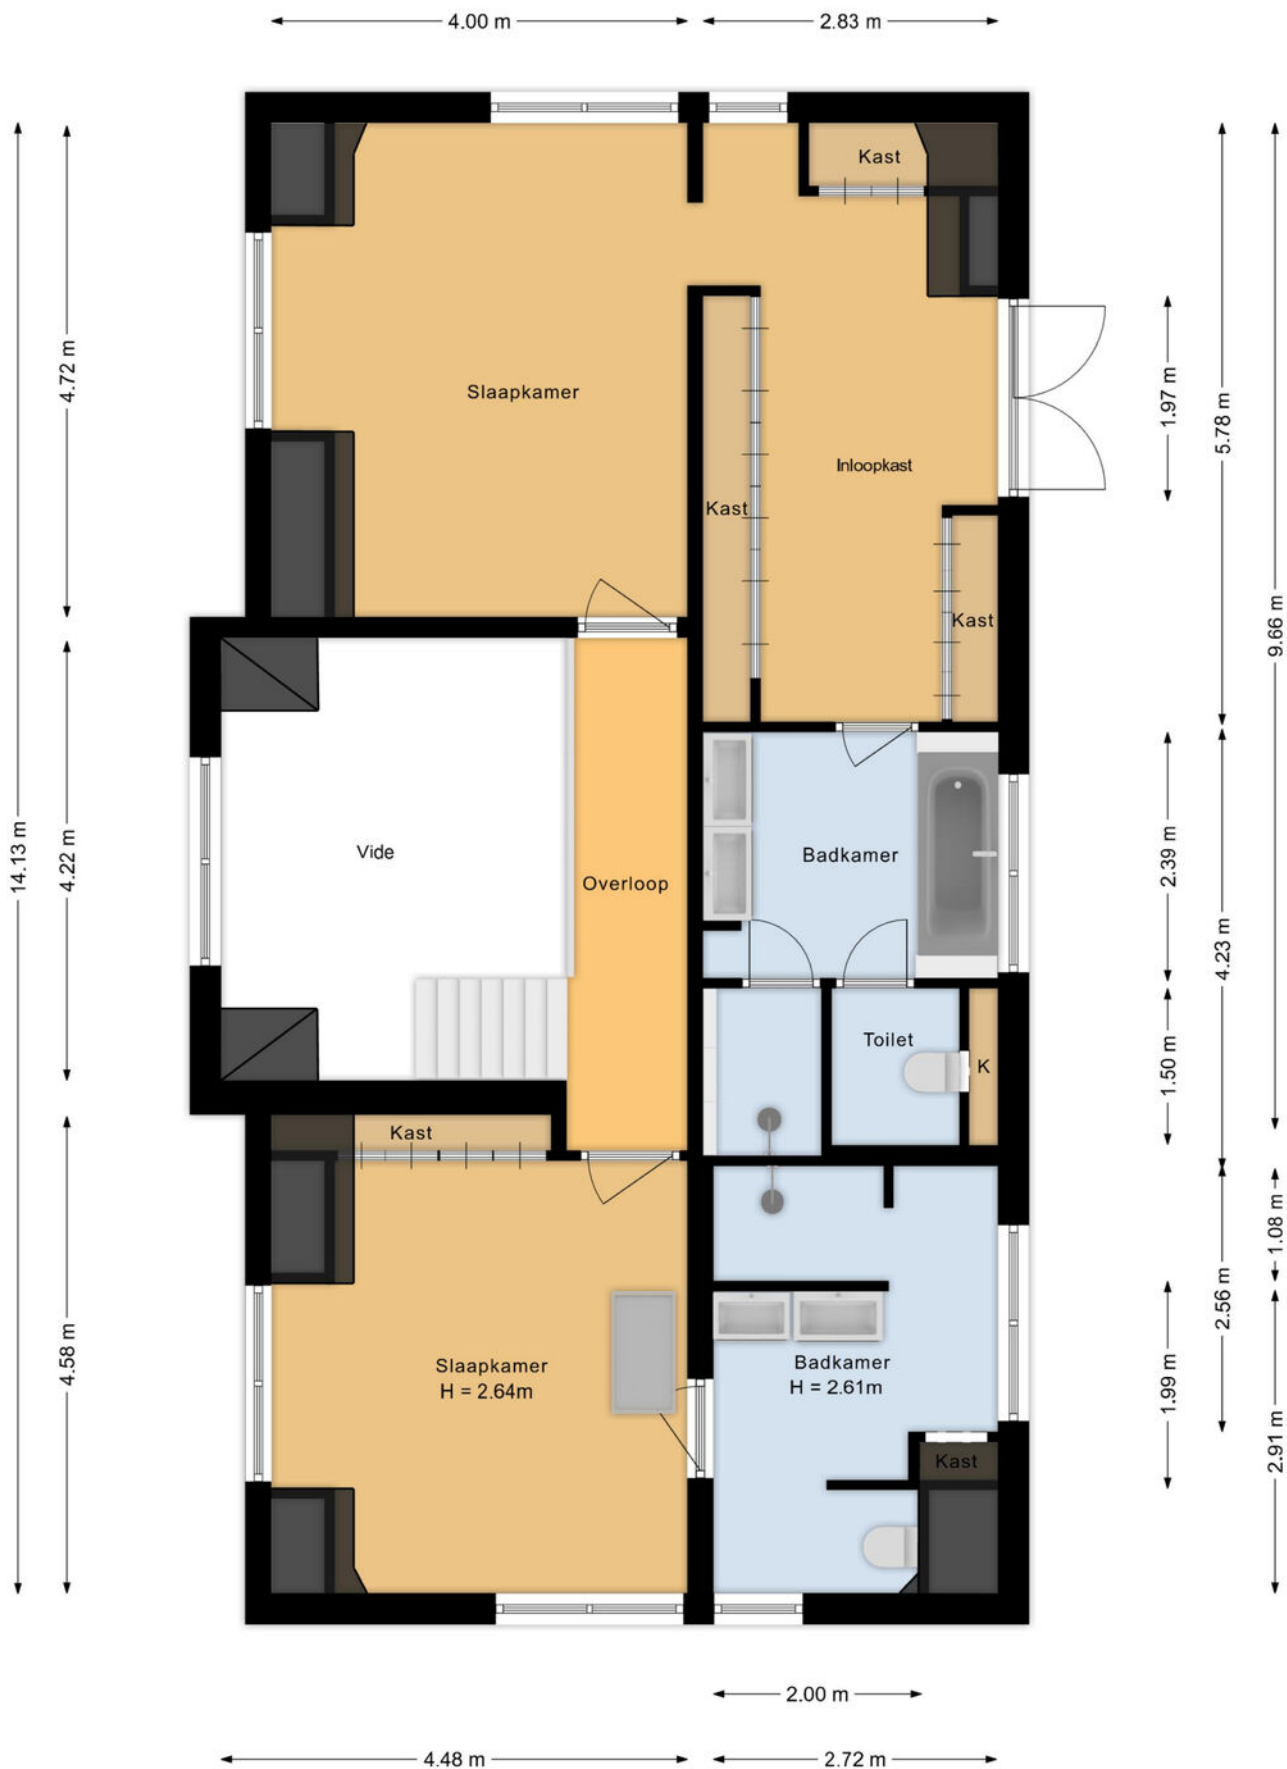 4.00 m
2.83 m
Kast
4.72 m
Slaapkamer
1.97 m
5.78 m
Inloopkast
Kast
Kast
9.66 m
14.13 m
4.22 m
Vide
Overloop
Badkamer
2.39 m
4.23 m
Toilet
K
1.50 m
Kast
1.08 m
2.56 m
4.58 m
Slaapkamer
H = 2.64m
Badkamer
H = 2.61m
1.99 m
2.91 m
Kast
2.00 m
4.48 m
2.72 m